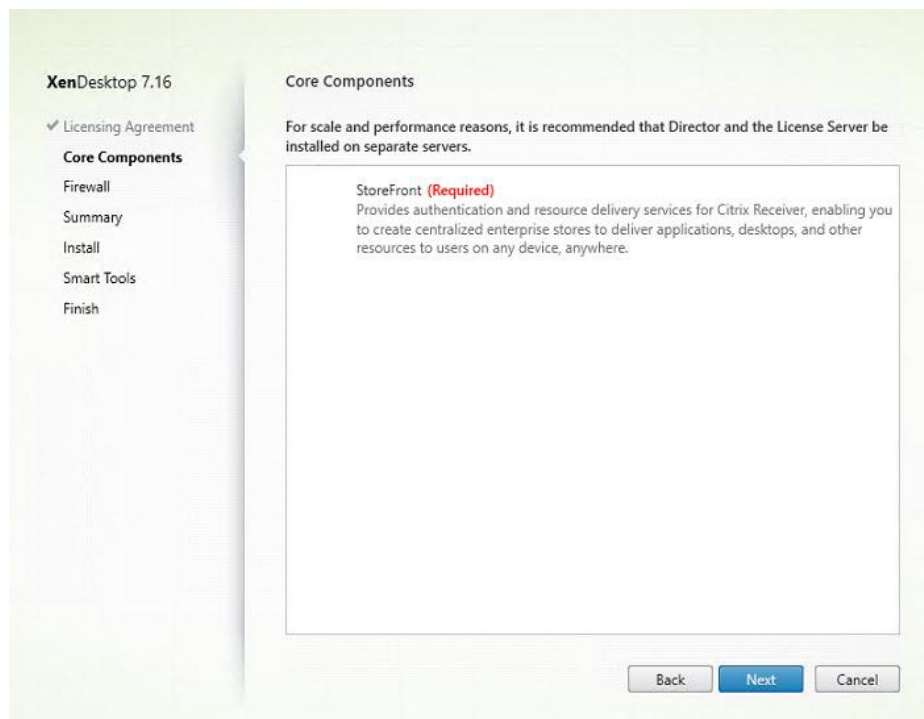 XenDesktop 7.16
Licensing Agreement
Core Components
Firewall
Summary
Install
Smart Tools
Finish
Core Components
For scale and performance reasons, it is recommended that Director and the License Server be
installed on separate servers.
StoreFront (Required)
Provides authentication and resource delivery services for Citrix Receiver, enabling you
to create centralized enterprise stores to deliver applications, desktops, and other
resources to users on any device, anywhere.
Back
Next
Cancel